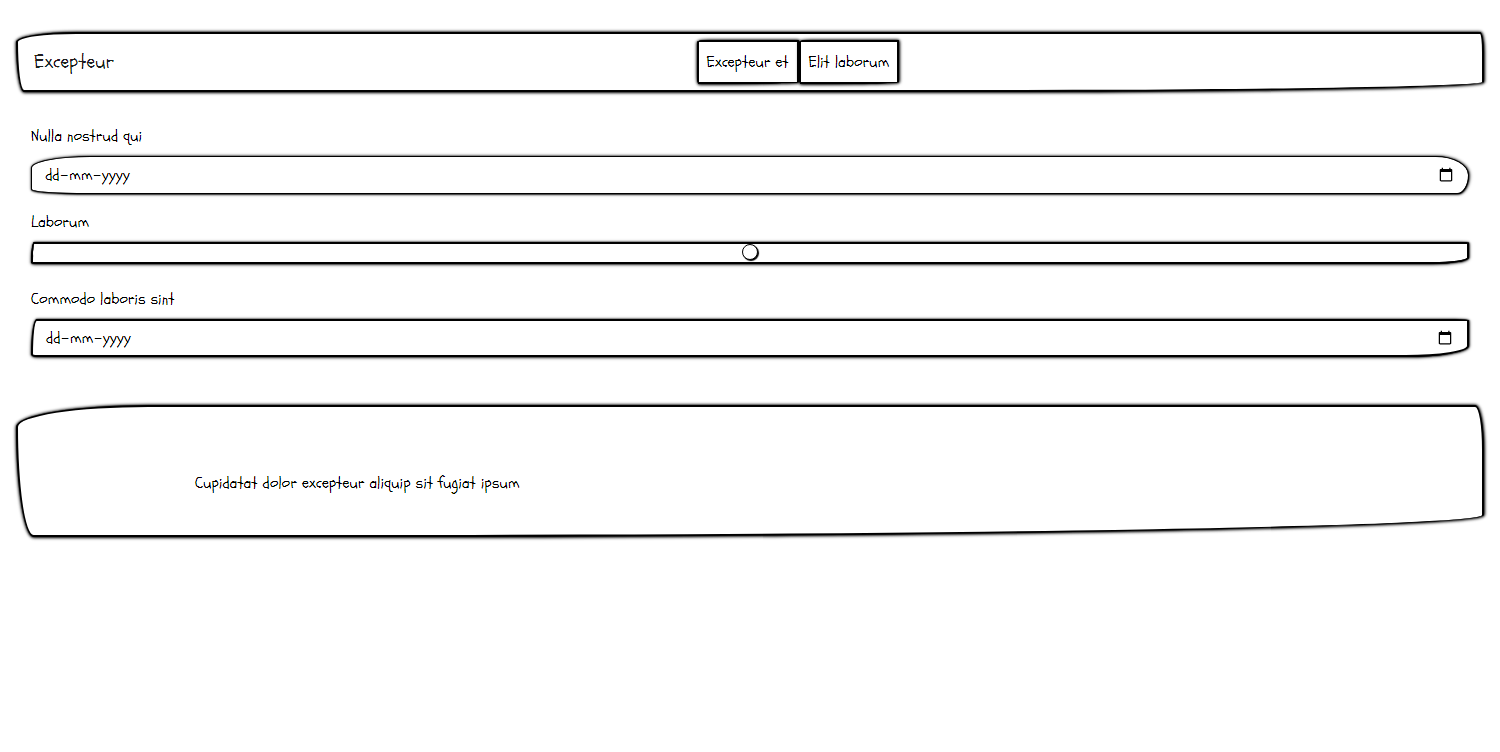 Excepteur
Excepteur et
Elit laborum
Nulla nostrud qui
dd-mm-yyyy
Laborum
Commodo laboris sint
dd-mm-yyyy
Cupidatat dolor excepteur aliquip sit fugiat ipsum